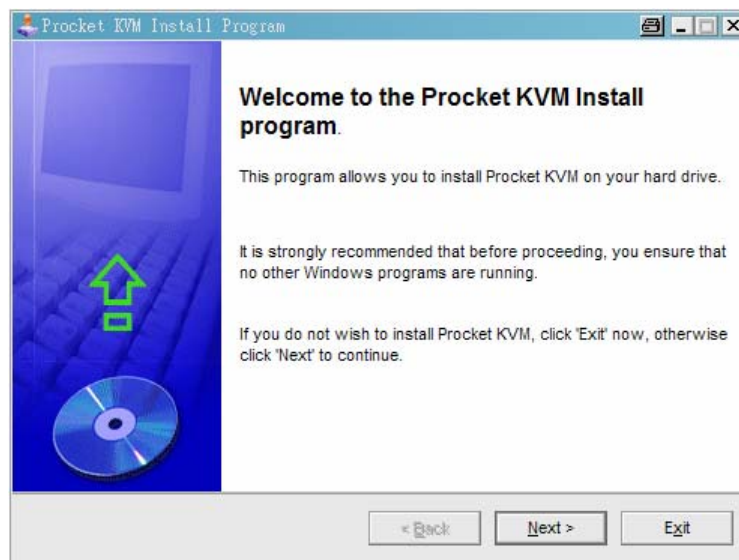 Procket KVM Install Program
Welcome to the Procket KVM Install
program.
This program allows you to install Procket KVM on your hard drive.
It is strongly recommended that before proceeding, you ensure that
no other Windows programs are running.
If you do not wish to install Procket KVM, click 'Exit' now, otherwise
click 'Next' to continue.
< Back
Next >
Exit